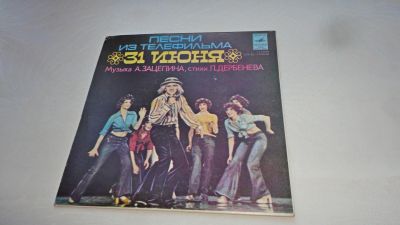 ПЕСНИ
ИЗ ТЕЛЕФИЛЬМА
31 ИЮНЯ
Музыка А.ЗАЦЕПИНА, стихи Л.ДЕРБЕНЕВА